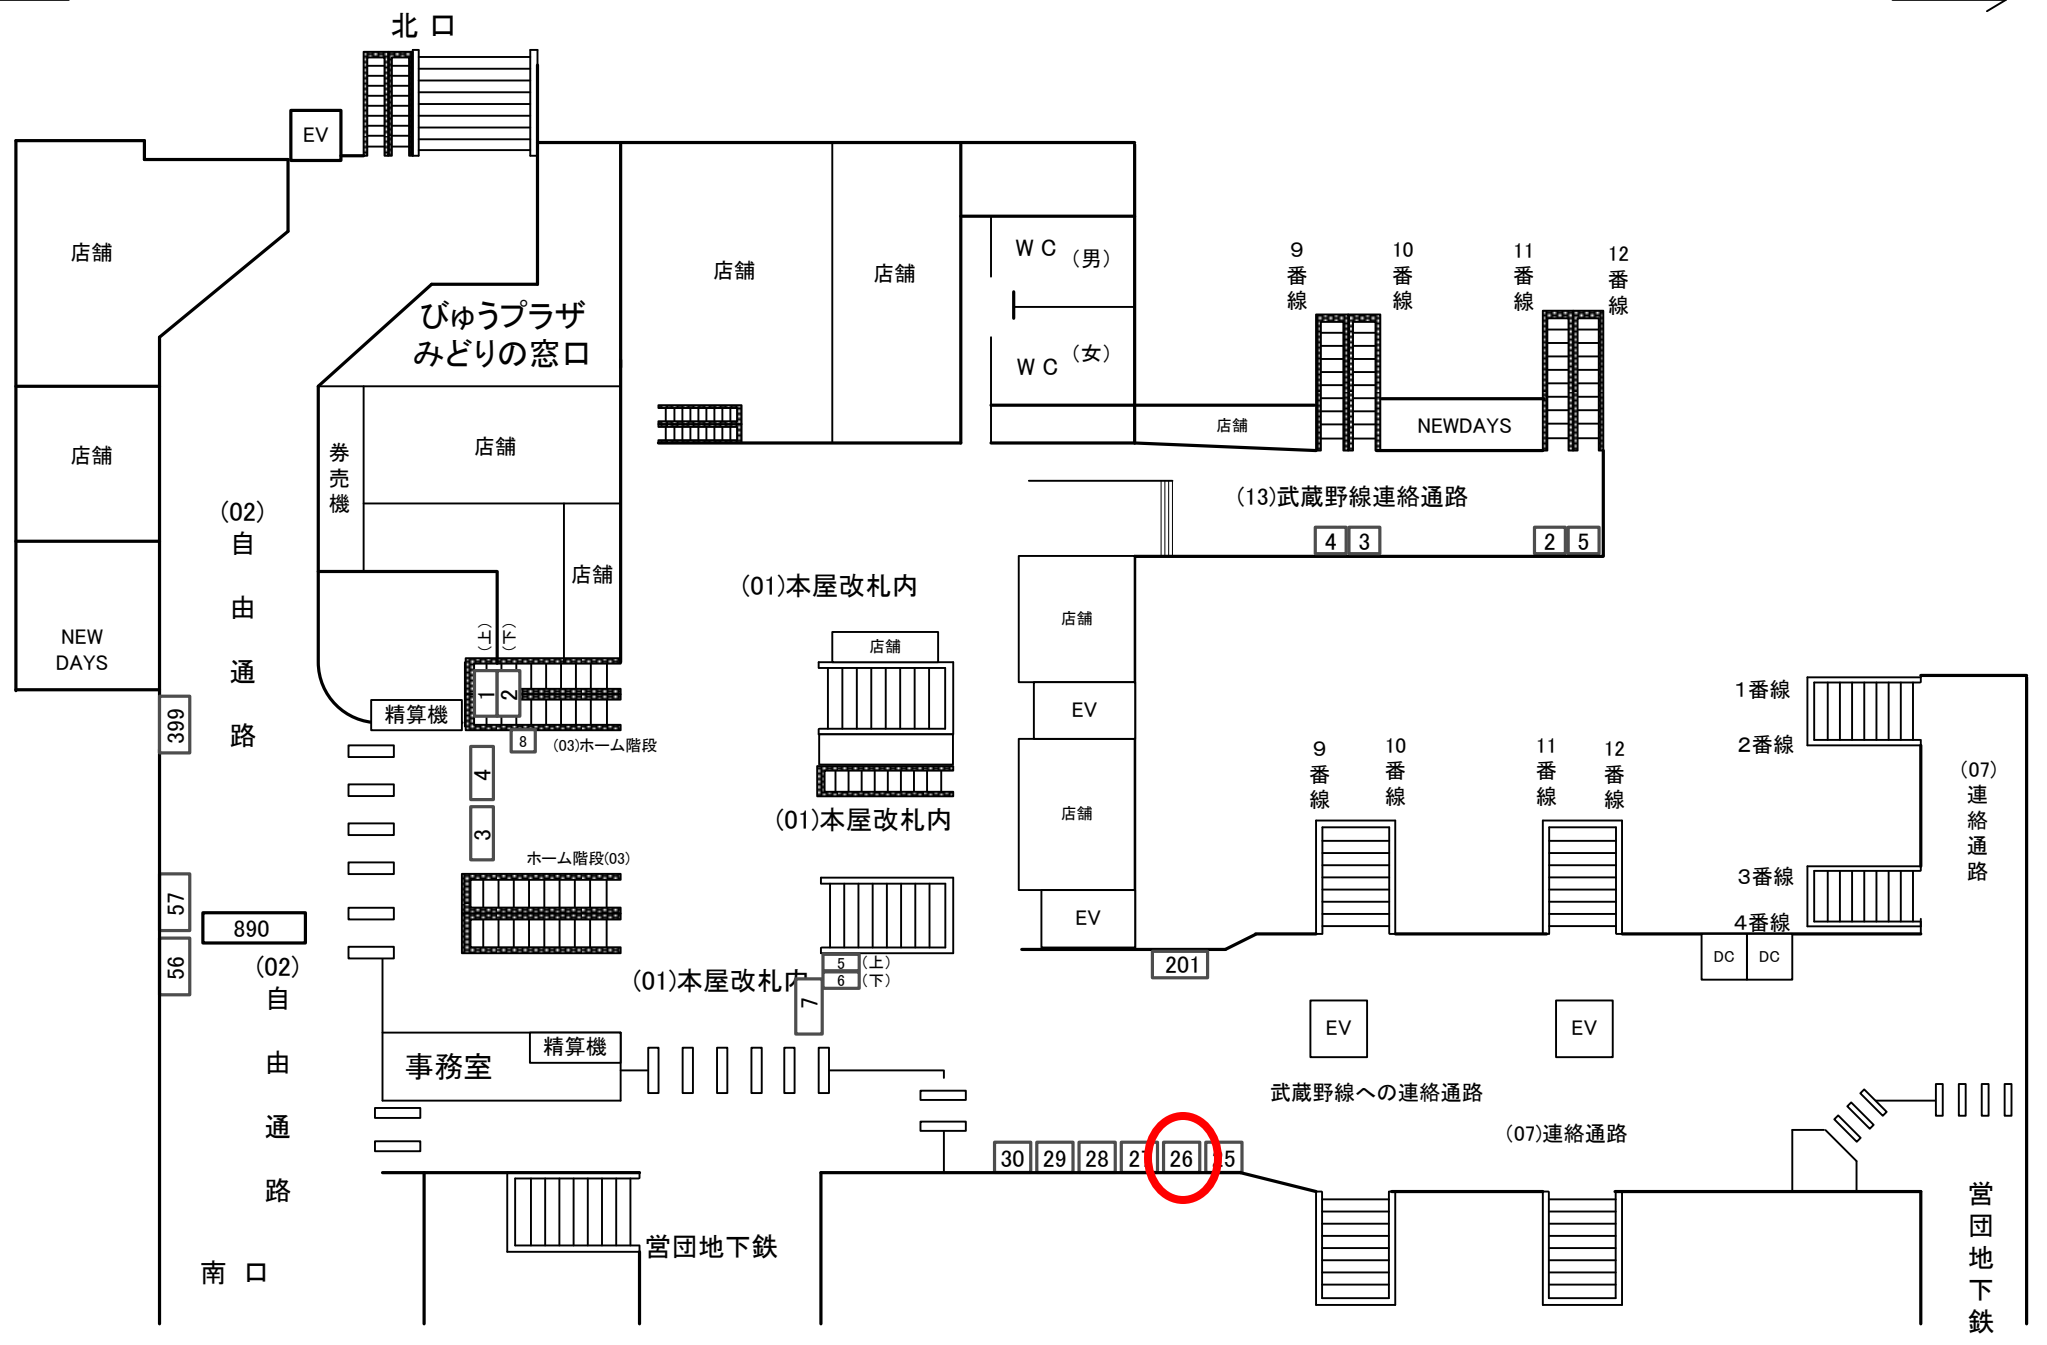 北 口
EV
店舗
びゅうプラザ
みどりの窓口
店舗
店舗
ＷＣ (男)
ＷＣ (女)
9番線
10番線
11番線
12番線
店舗
NEWDAYS
店舗
券売機
店舗
(02)自由通路
店舗
(13)武蔵野線連絡通路
4
3
2
5
NEW
DAYS
(01)本屋改札内
店舗
店舗
(上)
(下)
1
2
精算機
8
(03)ホーム階段
399
4
3
ホーム階段(03)
EV
店舗
EV
(01)本屋改札内
9番線
10番線
11番線
12番線
1番線
2番線
3番線
4番線
(07)連絡通路
57
890
56
(02)自由通路
(01)本屋改札内
5
(上)
6
(下)
7
201
DC
DC
EV
EV
事務室
精算機
武蔵野線への連絡通路
(07)連絡通路
30
29
28
27
26
25
営団地下鉄
南 口
営団地下鉄